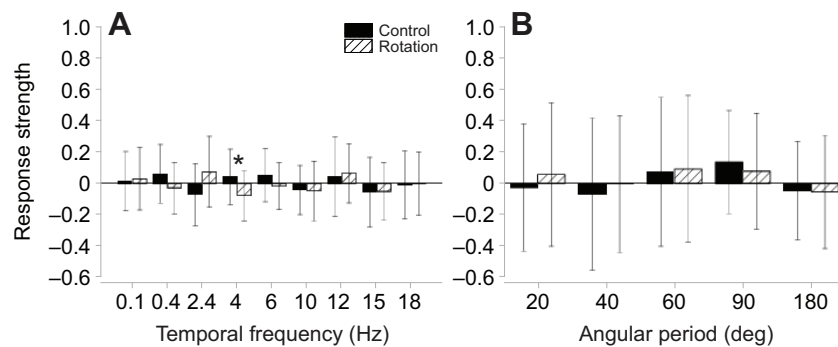 A
B
Control
Rotation
Response strength
1.0
0.8
0.6
0.4
0.2
0
–0.2
–0.4
–0.6
*
0.1 0.4 2.4 4 6 10 12 15 18
Temporal frequency (Hz)
1.0
0.8
0.6
0.4
0.2
0
–0.2
–0.4
–0.6
20 40 60 90 180
Angular period (deg)